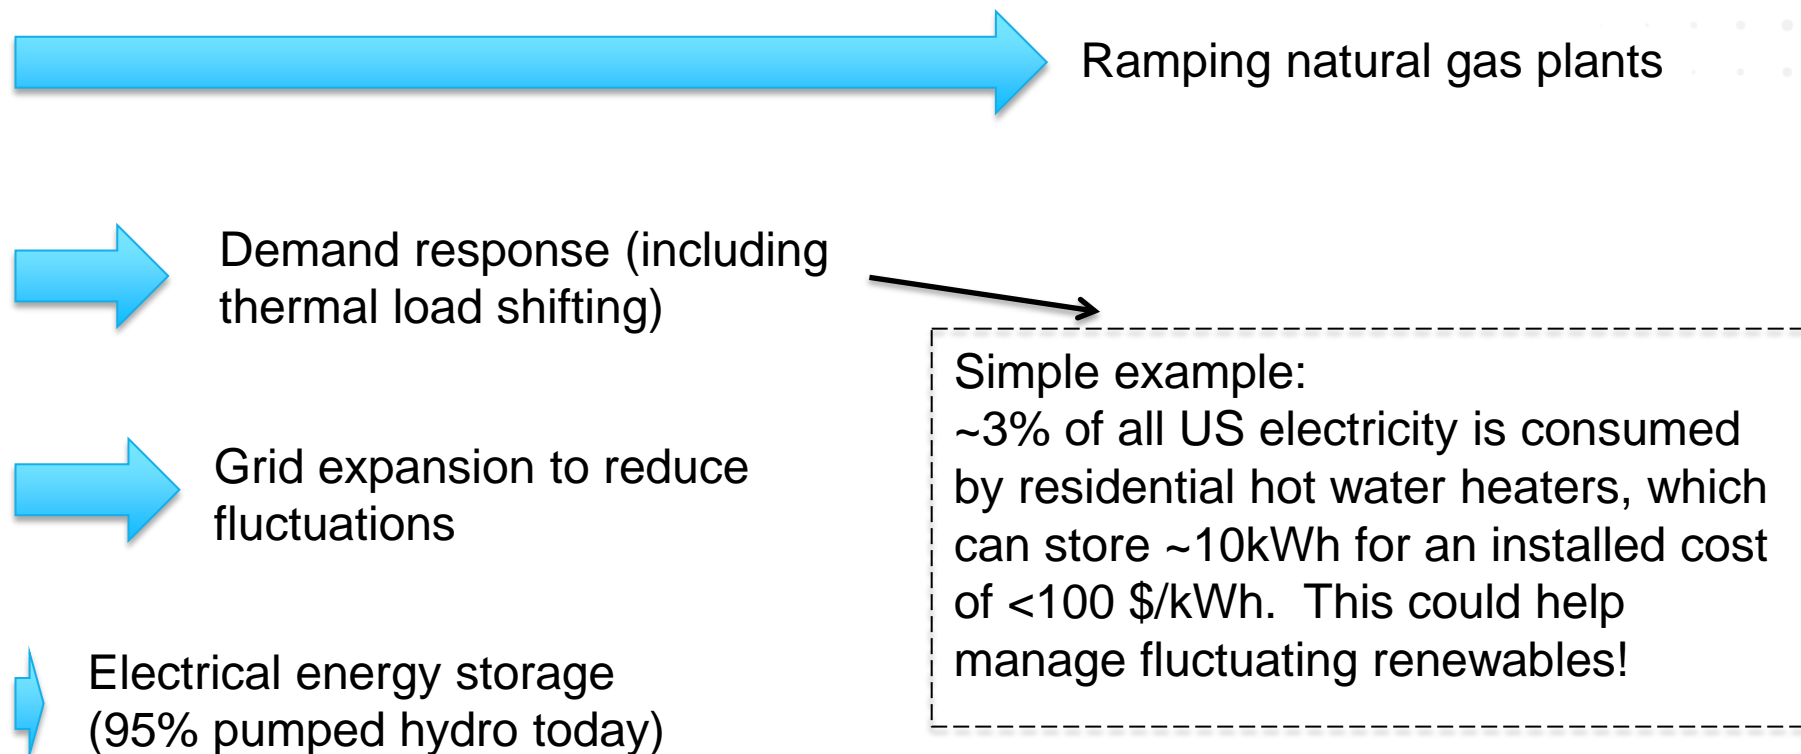 Ramping natural gas plants
Demand response (including
thermal load shifting)
Simple example:
~3% of all US electricity is consumed
by residential hot water heaters, which
can store ~10kWh for an installed cost
of <100 $/kWh.  This could help
manage fluctuating renewables!
Grid expansion to reduce
fluctuations
Electrical energy storage
(95% pumped hydro today)